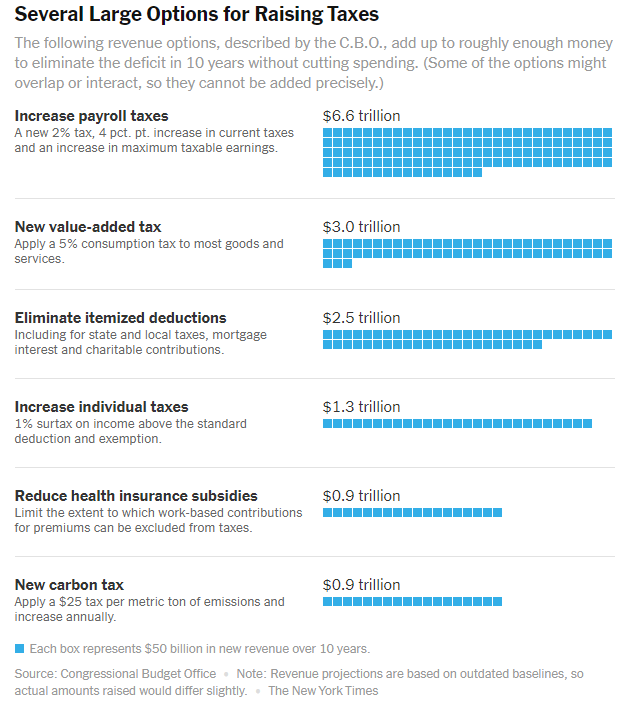 Several Large Options for Raising Taxes
The following revenue options, described by the C.B.O., add up to roughly enough money
to eliminate the deficit in 10 years without cutting spending. (Some of the options might
overlap or interact, so they cannot be added precisely.)
Increase payroll taxes
A new 2% tax, 4 pct. pt. increase in current taxes
and an increase in maximum taxable earnings.
$6.6 trillion
New value-added tax
Apply a 5% consumption tax to most goods and
services.
$3.0 trillion
Eliminate itemized deductions
Including for state and local taxes, mortgage
interest and charitable contributions.
$2.5 trillion
Increase individual taxes
1% surtax on income above the standard
deduction and exemption.
$1.3 trillion
Reduce health insurance subsidies
Limit the extent to which work-based contributions
for premiums can be excluded from taxes.
$0.9 trillion
New carbon tax
Apply a $25 tax per metric ton of emissions and
increase annually.
$0.9 trillion
Each box represents $50 billion in new revenue over 10 years.
Source: Congressional Budget Office • Note: Revenue projections are based on outdated baselines, so
actual amounts raised would differ slightly. • The New York Times